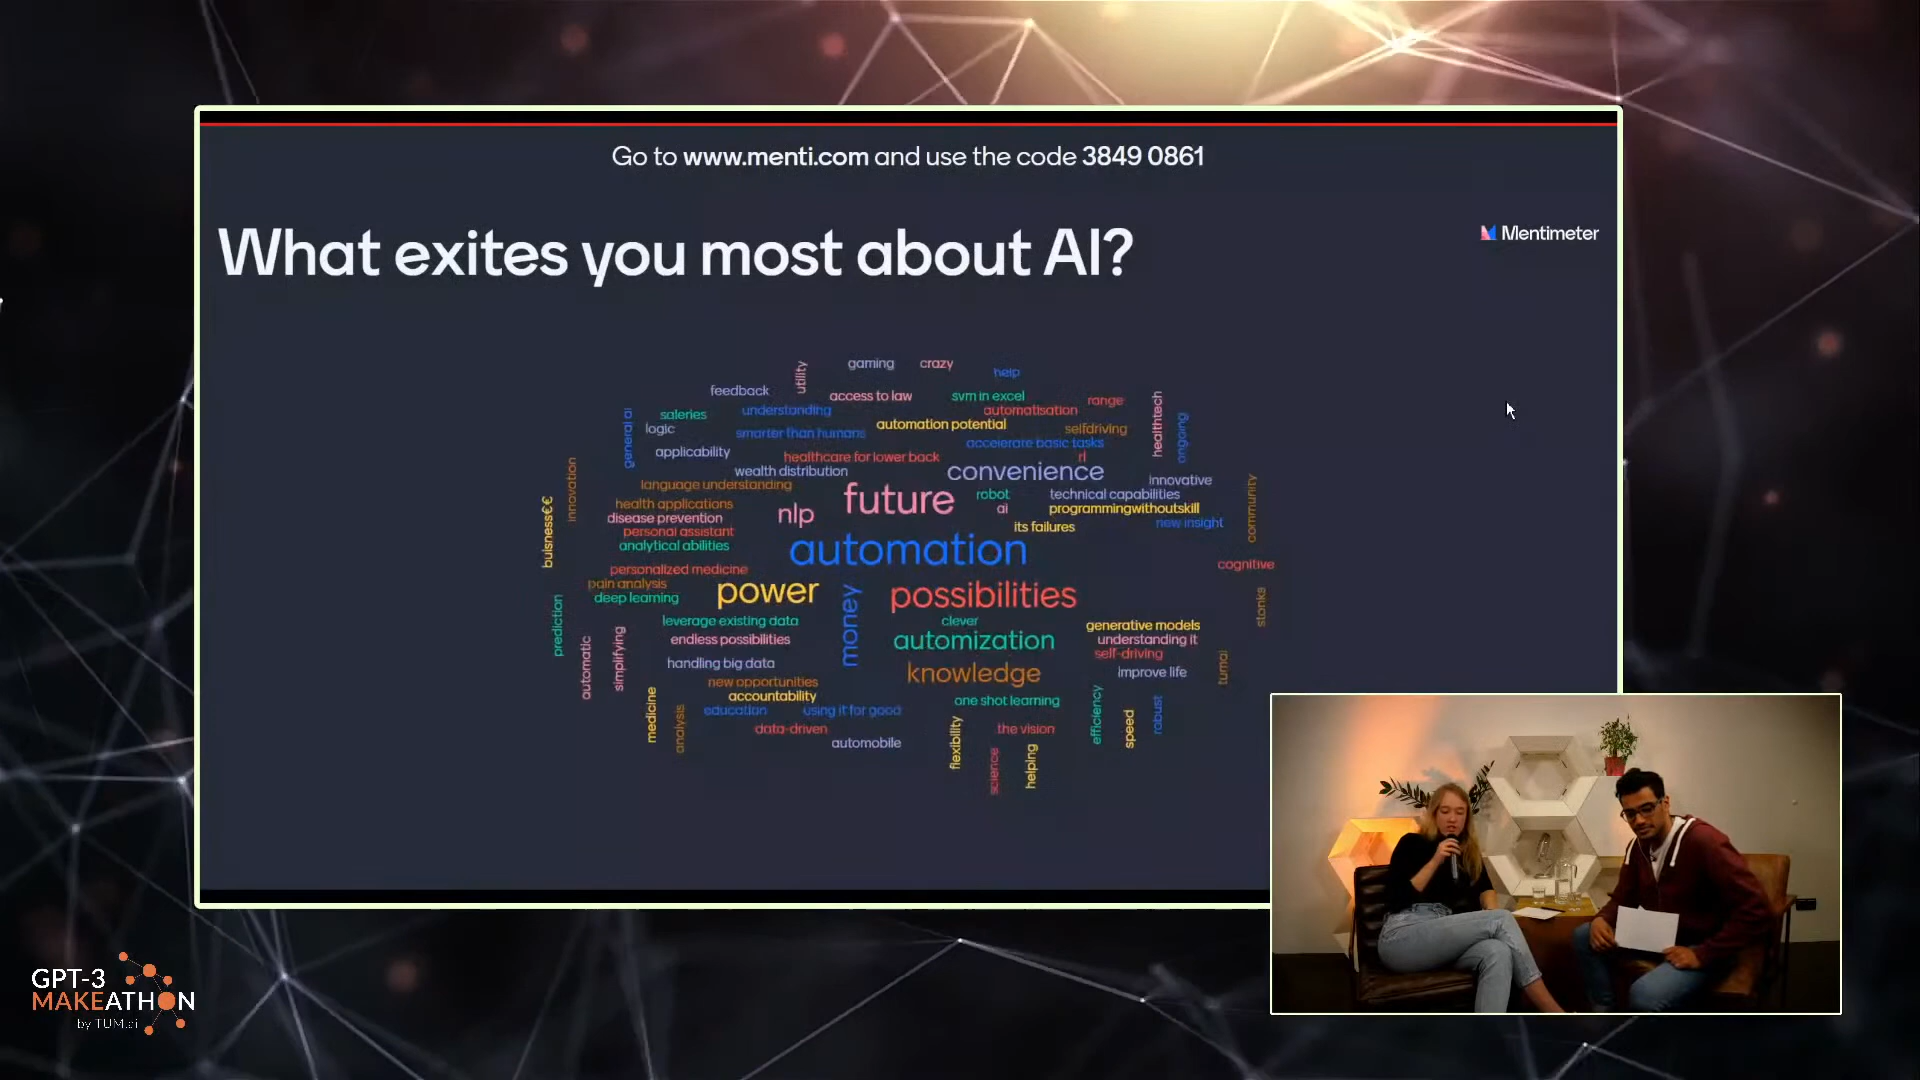 Go to www.menti.com and use the code 3849 0861
What exites you most about AI?
Mentimeter
gaming
crazy
help
utility
feedback
access to law
svm in excel
range
automatisation
understanding
saleries
general ai
logic
automation potential
selfdriving
healthtech
ongoing
smarter than humans
accelerate basic tasks
applicability
healthcare for lower back
rl
wealth distribution
convenience
innovative
innovation
language understanding
future
robot
technical capabilities
community
buisness€€
health applications
nlp
ai
programmingwithoutskill
disease prevention
its failures
new insight
personal assistant
analytical abilities
automation
cognitive
personalized medicine
pain analysis
deep learning
power
money
possibilities
stonks
prediction
leverage existing data
clever
generative models
endless possibilities
automization
understanding it
self-driving
automatic
simplifying
handling big data
knowledge
improve life
tumai
new opportunities
accountability
one shot learning
medicine
analysis
education
using it for good
efficiency
speed
robust
data-driven
flexibility
the vision
automobile
science
helping
GPT-3
MAKEATHON
by TUM.ai